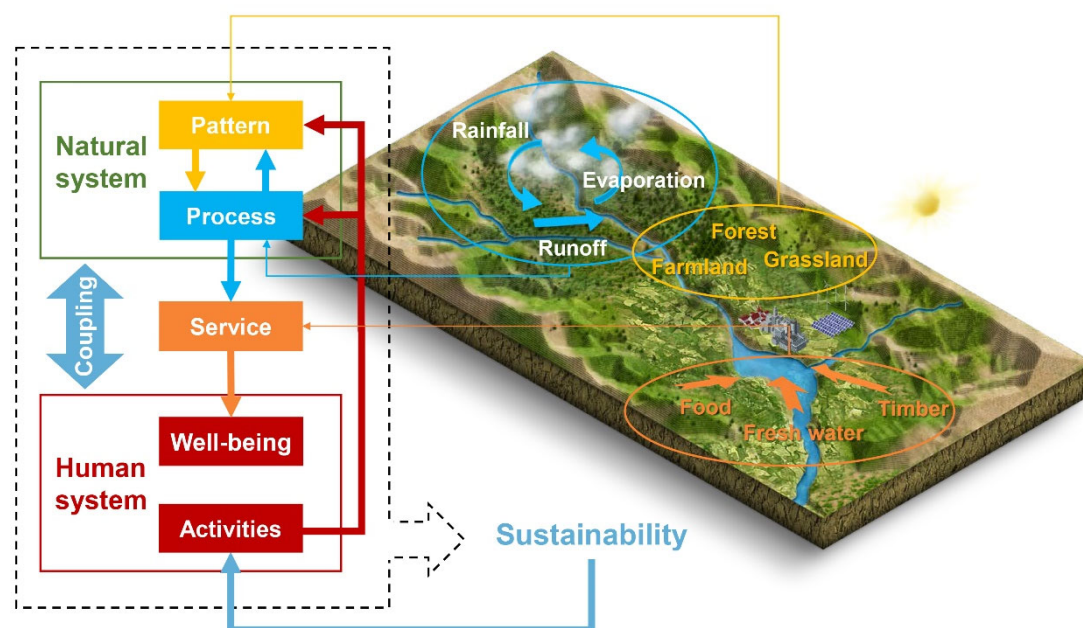 Natural
system
Pattern
Process
Coupling
Service
Human
system
Well-being
Activities
Rainfall
Evaporation
Runoff
Forest
Farmland
Grassland
Food
Fresh water
Timber
Sustainability